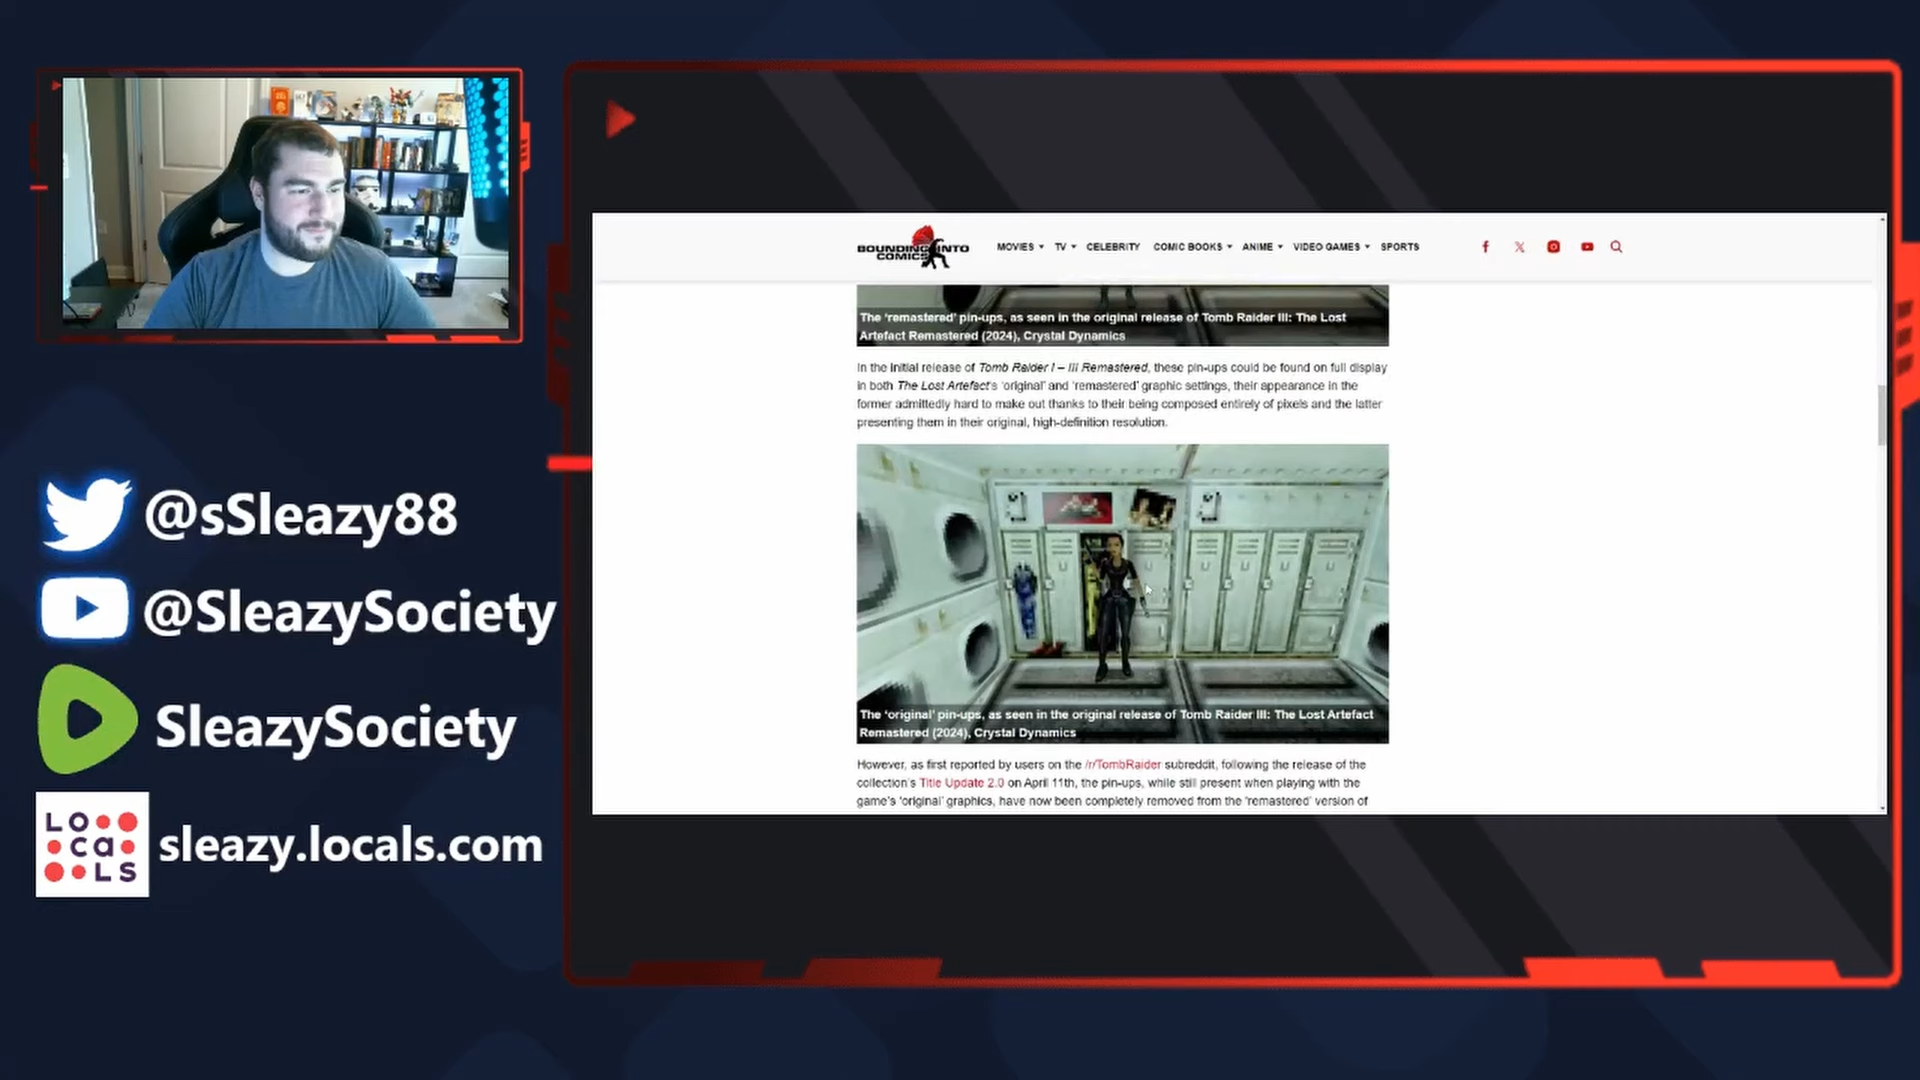 @sSleazy88
@SleazySociety
SleazySociety
LOcaLS
sleazy.locals.com
BOUNDING INTO
COMICS
MOVIES TV CELEBRITY COMIC BOOKS ANIME VIDEO GAMES SPORTS
The ‘remastered’ pin-ups, as seen in the original release of Tomb Raider III: The Lost
Artefact Remastered (2024), Crystal Dynamics
In the initial release of Tomb Raider I – III Remastered, these pin-ups could be found on full display
in both The Lost Artefact's ‘original’ and ‘remastered’ graphic settings, their appearance in the
former admittedly hard to make out thanks to their being composed entirely of pixels and the latter
presenting them in their original, high-definition resolution.
The ‘original’ pin-ups, as seen in the original release of Tomb Raider III: The Lost Artefact
Remastered (2024), Crystal Dynamics
However, as first reported by users on the /r/TombRaider subreddit, following the release of the
collection's Title Update 2.0 on April 11th, the pin-ups, while still present when playing with the
game's ‘original’ graphics, have now been completely removed from the ‘remastered’ version of